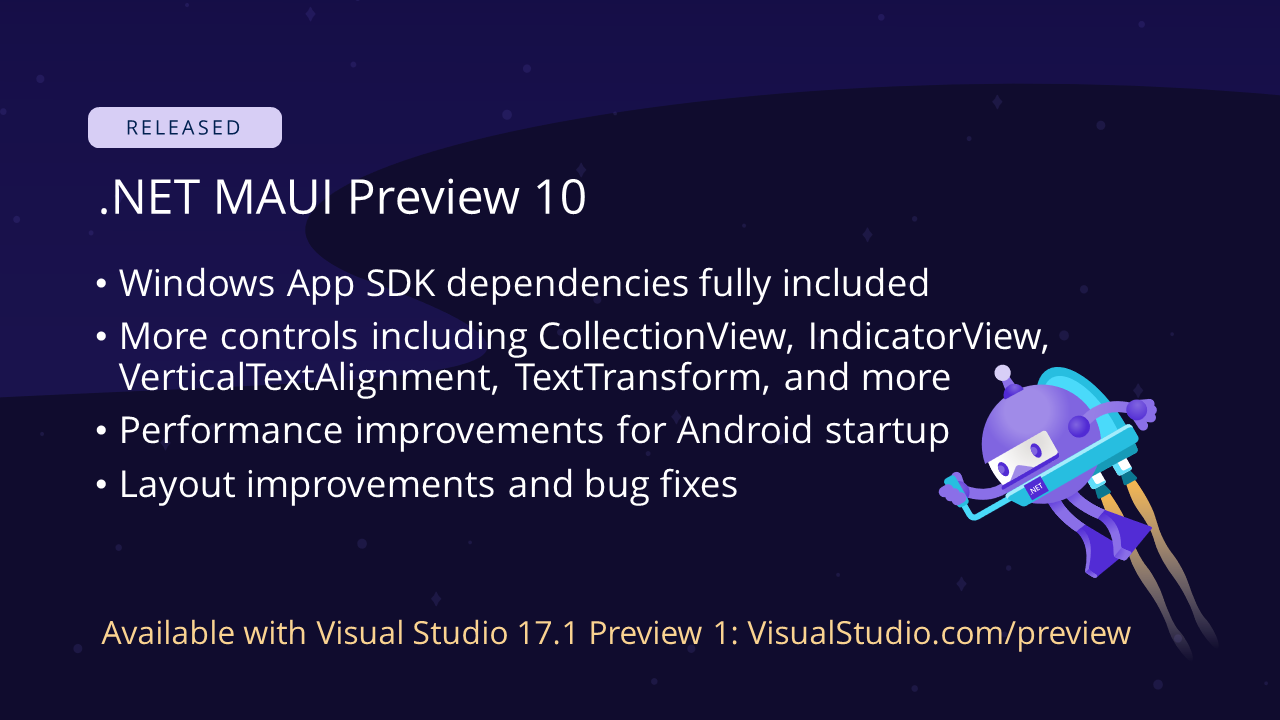 RELEASED
.NET MAUI Preview 10
• Windows App SDK dependencies fully included
• More controls including CollectionView, IndicatorView,
VerticalTextAlignment, TextTransform, and more
• Performance improvements for Android startup
• Layout improvements and bug fixes
.NET
Available with Visual Studio 17.1 Preview 1: VisualStudio.com/preview